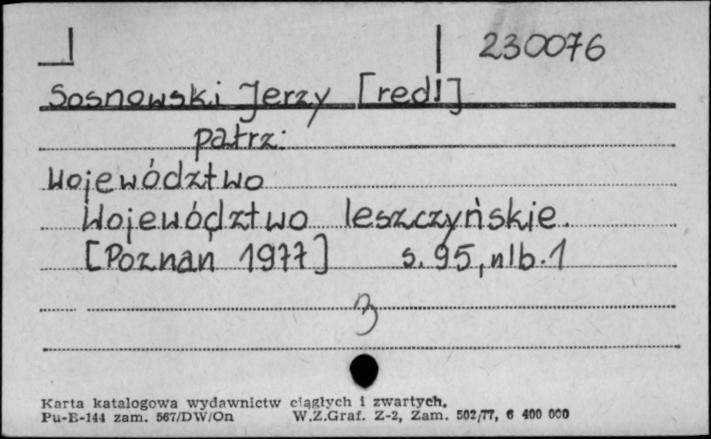 230076
Sosnowski Jerzy [red!]
patrz:
Województwo
Województwo leszczyńskie.
[Poznań 1977] s. 95, nlb. 1
3
Karta katalogowa wydawnictw ciągłych i zwartych.
Pu-E-144 zam. 567/DW/On W.Z.Graf. Z-2, Zam. 502/77, 6 400 000